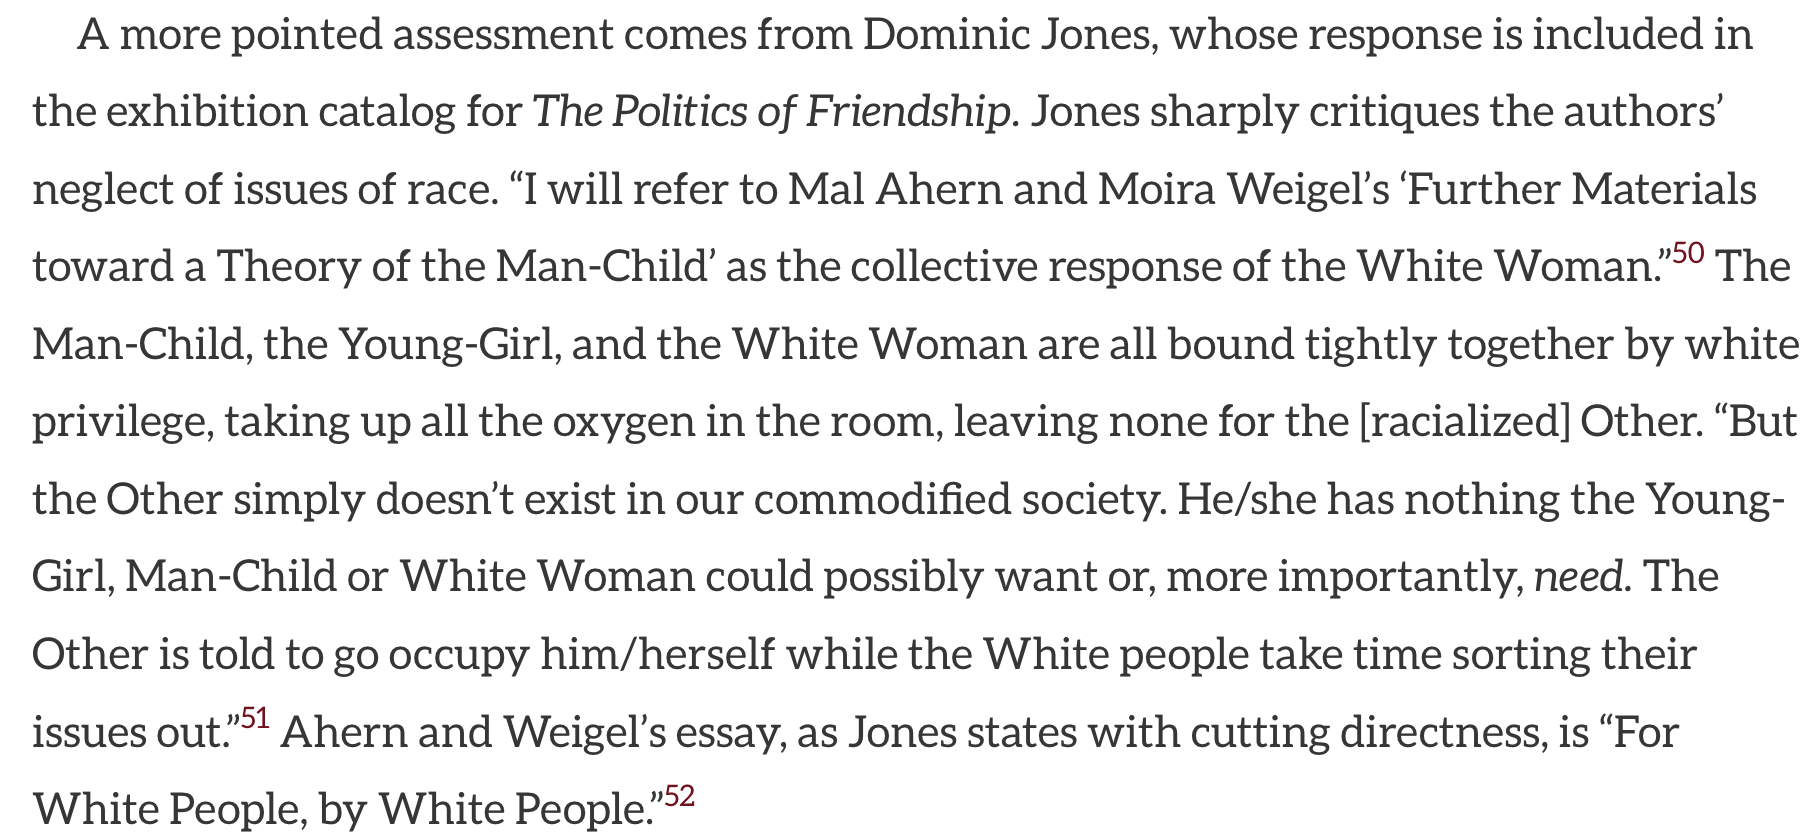 A more pointed assessment comes from Dominic Jones, whose response is included in
the exhibition catalog for The Politics of Friendship. Jones sharply critiques the authors’
neglect of issues of race. “I will refer to Mal Ahern and Moira Weigel’s ‘Further Materials
toward a Theory of the Man-Child’ as the collective response of the White Woman.”50 The
Man-Child, the Young-Girl, and the White Woman are all bound tightly together by white
privilege, taking up all the oxygen in the room, leaving none for the [racialized] Other. “But
the Other simply doesn’t exist in our commodified society. He/she has nothing the Young-
Girl, Man-Child or White Woman could possibly want or, more importantly, need. The
Other is told to go occupy him/herself while the White people take time sorting their
issues out.”51 Ahern and Weigel’s essay, as Jones states with cutting directness, is “For
White People, by White People.”52